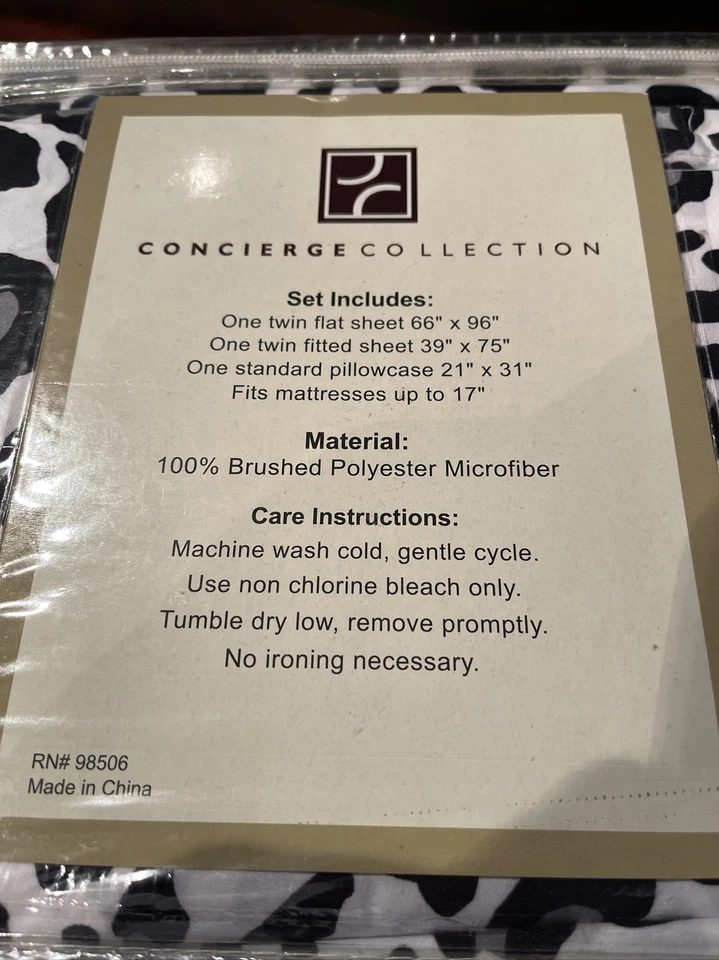 CONCIERGE COLLECTION
Set Includes:
One twin flat sheet 66" x 96"
One twin fitted sheet 39" x 75"
One standard pillowcase 21" x 31"
Fits mattresses up to 17"
Material:
100% Brushed Polyester Microfiber
Care Instructions:
Machine wash cold, gentle cycle.
Use non chlorine bleach only.
Tumble dry low, remove promptly.
No ironing necessary.
RN# 98506
Made in China